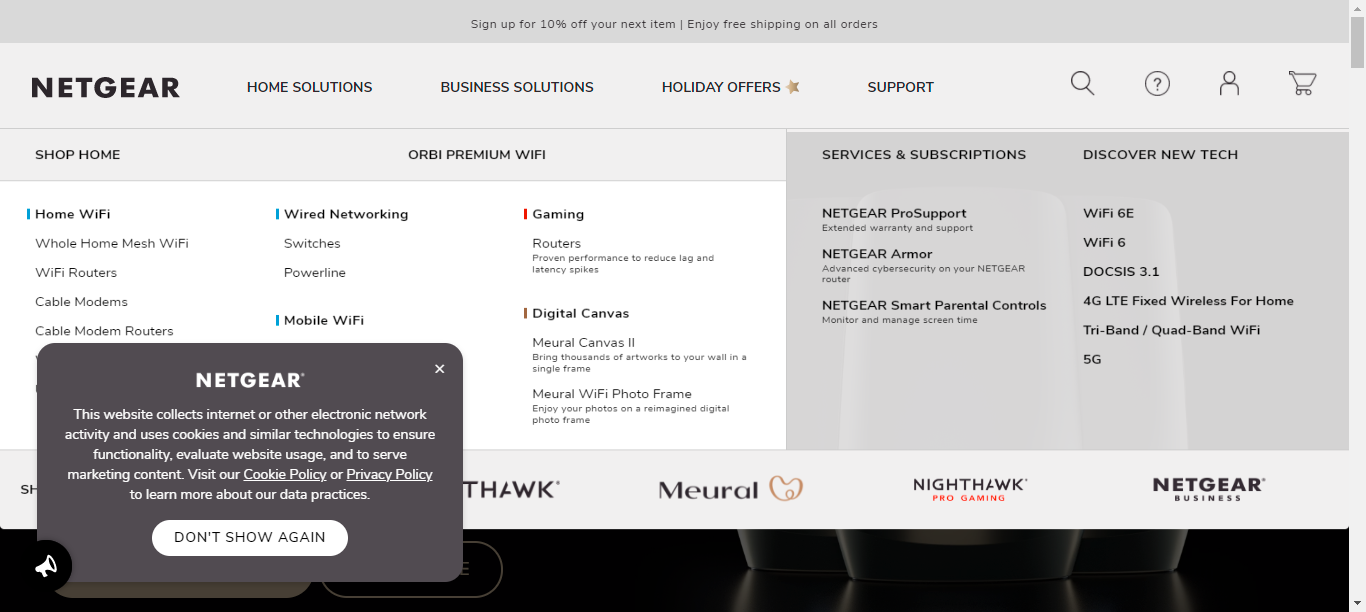 Sign up for 10% off your next item | Enjoy free shipping on all orders
NETGEAR
HOME SOLUTIONS
BUSINESS SOLUTIONS
HOLIDAY OFFERS
SUPPORT
?
SHOP HOME
ORBI PREMIUM WIFI
SERVICES & SUBSCRIPTIONS
DISCOVER NEW TECH
Home WiFi
Whole Home Mesh WiFi
WiFi Routers
Cable Modems
Cable Modem Routers
Wired Networking
Switches
Powerline
Mobile WiFi
Gaming
Routers
Proven performance to reduce lag and
latency spikes
Digital Canvas
Meural Canvas II
Bring thousands of artworks to your wall in a
single frame
Meural WiFi Photo Frame
Enjoy your photos on a reimagined digital
photo frame
NETGEAR ProSupport
Extended warranty and support
NETGEAR Armor
Advanced cybersecurity on your NETGEAR
router
NETGEAR Smart Parental Controls
Monitor and manage screen time
WiFi 6E
WiFi 6
DOCSIS 3.1
4G LTE Fixed Wireless For Home
Tri-Band / Quad-Band WiFi
5G
THAWK®
Meural
NIGHTHAWK®
PRO GAMING
NETGEAR®
BUSINESS
×
NETGEAR®
This website collects internet or other electronic network
activity and uses cookies and similar technologies to ensure
functionality, evaluate website usage, and to serve
marketing content. Visit our Cookie Policy or Privacy Policy
to learn more about our data practices.
DON'T SHOW AGAIN